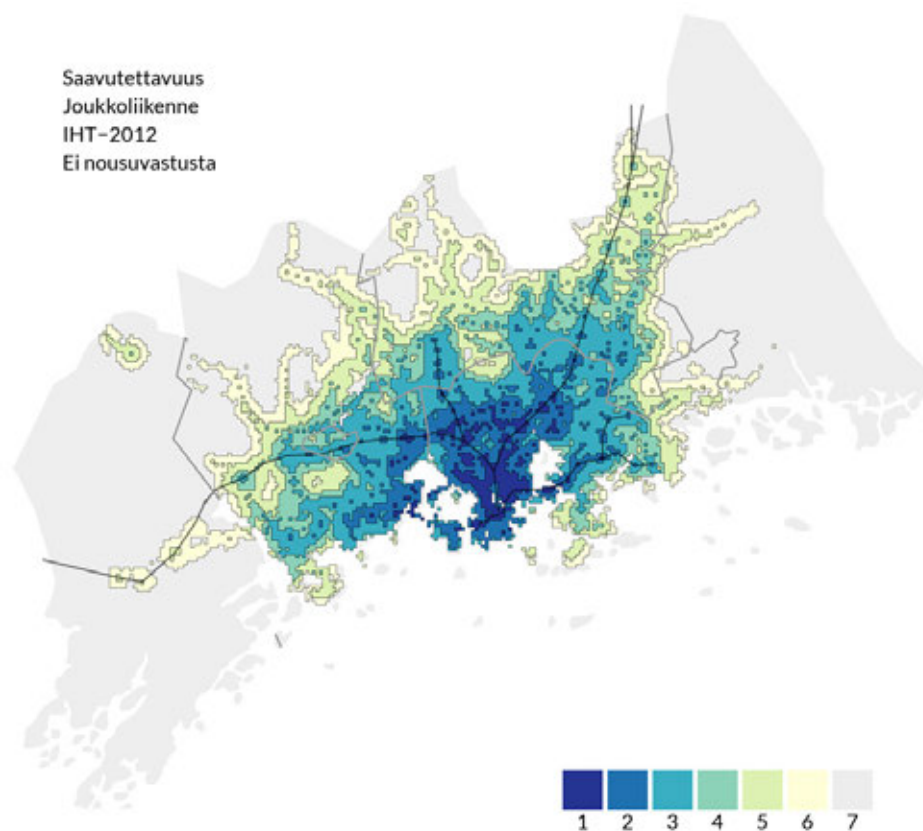 Saavutettavuus
Joukkoliikenne
IHT−2012
Ei nousuvastusta
1 2 3 4 5 6 7